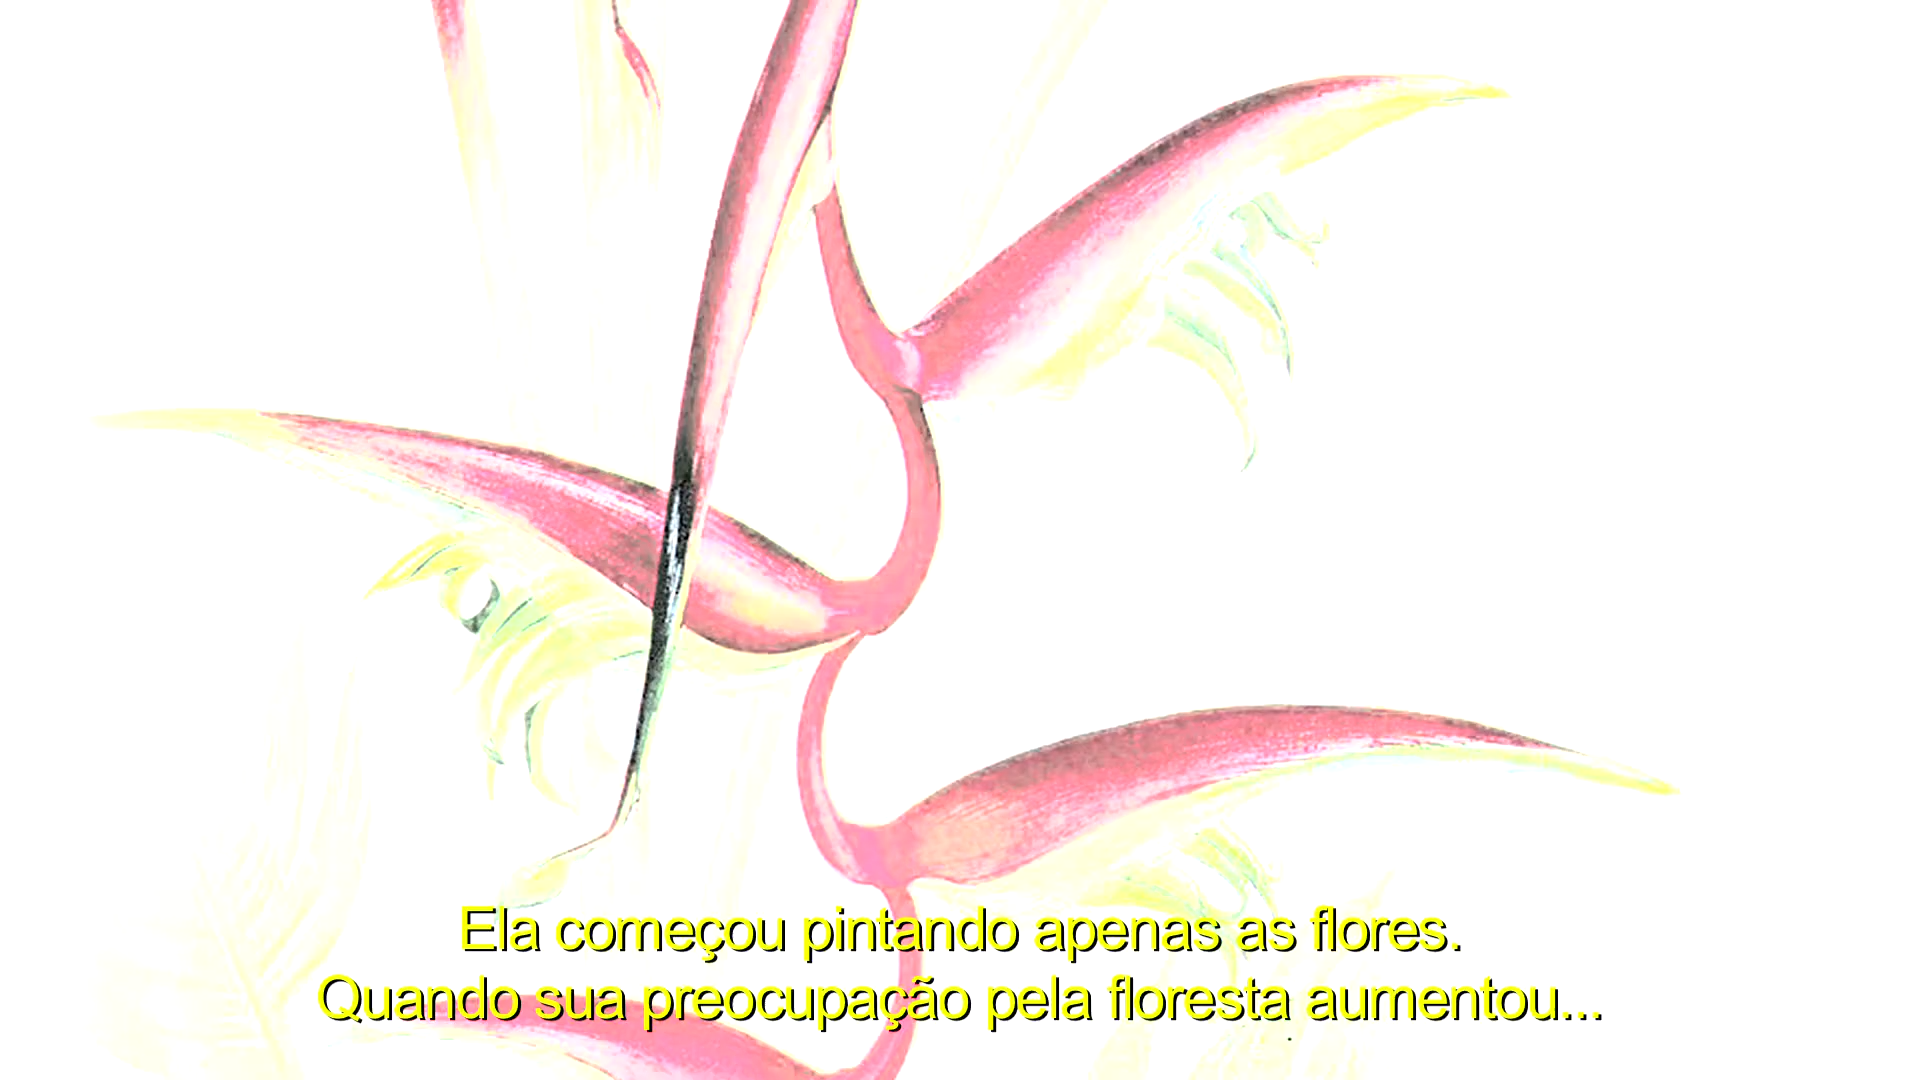 Ela começou pintando apenas as flores.
Quando sua preocupação pela floresta aumentou...